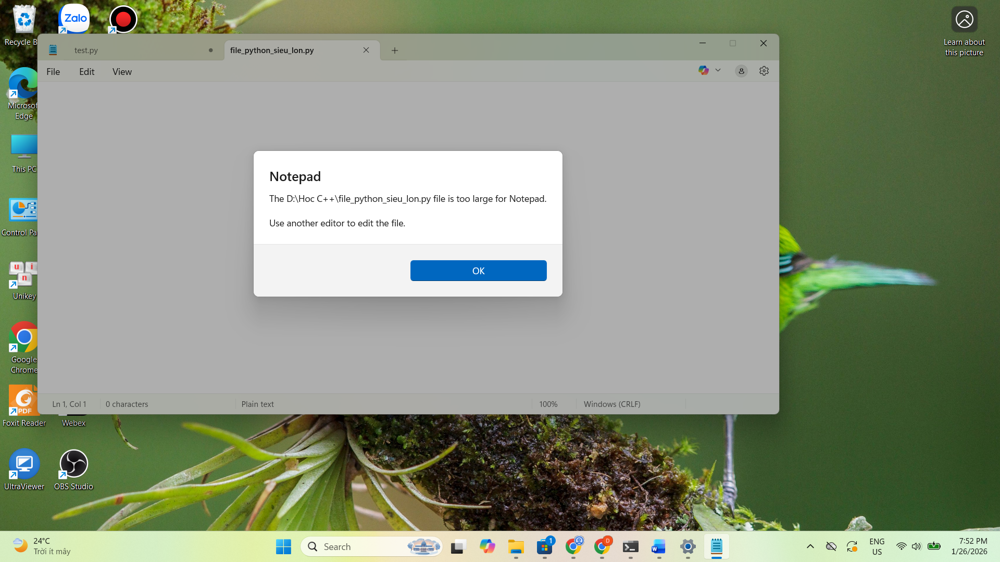 Recycle B
Zalo
Learn about
this picture
test.py
file_python_sieu_lon.py
File
Edit
View
Microsof
Edge
This PC
Control Pa
u i
n
Unikey
Google
Chrome
PDF
Foxit Reader
Webex
UltraViewer
OBS Studio
Notepad
The D:\Hoc C++\file_python_sieu_lon.py file is too large for Notepad.
Use another editor to edit the file.
OK
Ln 1, Col 1
0 characters
Plain text
100%
Windows (CRLF)
24°C
Trời ít mây
Search
1
D
W
ENG
US
7:52 PM
1/26/2026